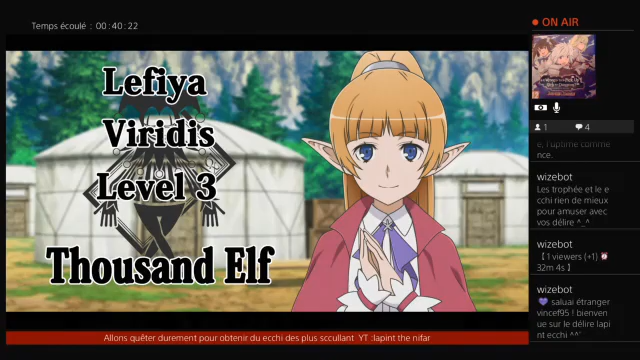 Temps écoulé : 00:40:22
ON AIR
Lefiya
Viridis
Level 3
Thousand Elf
1
4
e, l'uptime comme
nce.
wizebot
Les trophée et le e
cchi rien de mieux
pour amuser avec
vos délire ^_^
wizebot
【 1 viewers (+1)
32m 4s 】
wizebot
saluai étranger
vincef95 ! bienven
ue sur le délire lapi
nt ecchi ^^'
Allons quêter durement pour obtenir du ecchi des plus sccullant YT :lapint the nifar